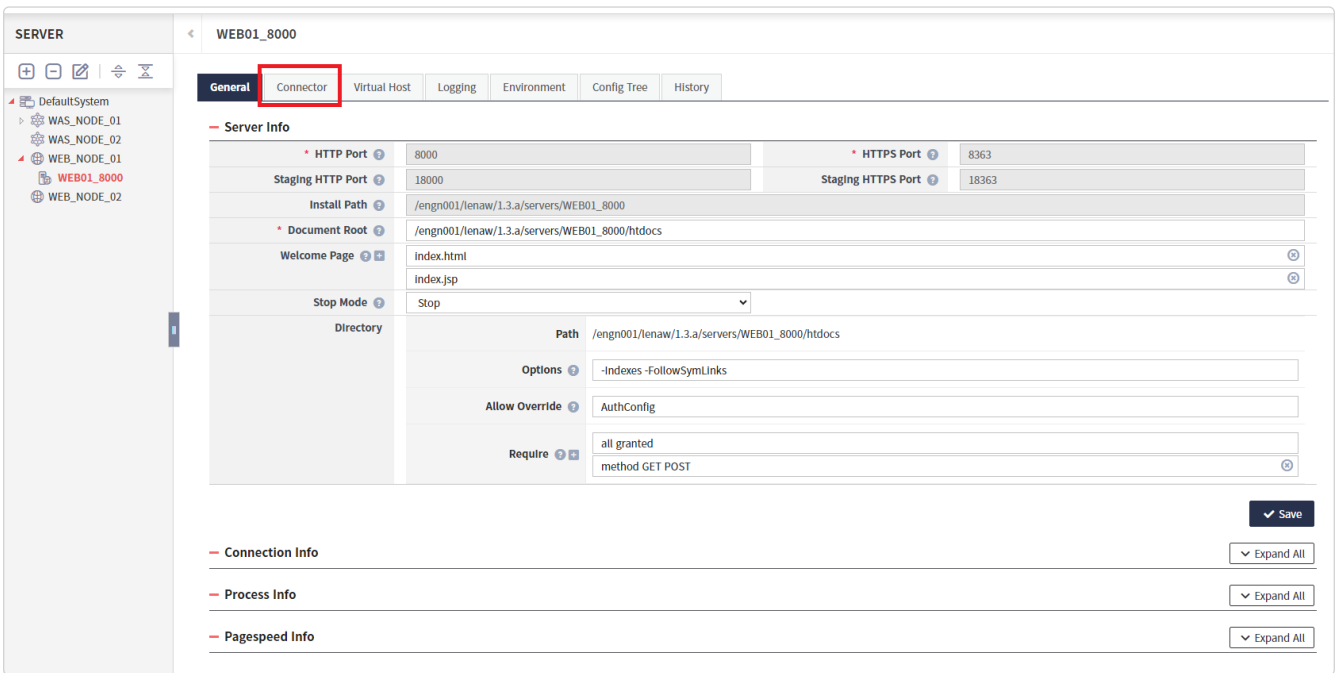 SERVER
WEB01_8000
DefaultSystem
WAS_NODE_01
WAS_NODE_02
WEB_NODE_01
WEB01_8000
WEB_NODE_02
General Connector Virtual Host Logging Environment Config Tree History
Server Info
* HTTP Port 8000 * HTTPS Port 8363
Staging HTTP Port 18000 Staging HTTPS Port 18363
Install Path /engn001/lenaw/1.3.a/servers/WEB01_8000
* Document Root /engn001/lenaw/1.3.a/servers/WEB01_8000/htdocs
Welcome Page index.html
index.jsp
Stop Mode Stop
Directory Path /engn001/lenaw/1.3.a/servers/WEB01_8000/htdocs
Options -Indexes -FollowSymLinks
Allow Override AuthConfig
Require all granted
method GET POST
Save
Connection Info Expand All
Process Info Expand All
Pagespeed Info Expand All